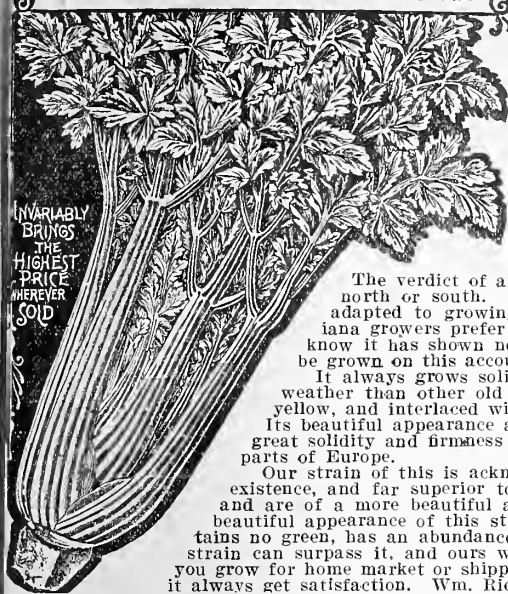 INVARIABLY
BRINGS
THE
HIGHEST
PRICE
WHEREVER
SOLD
The verdict of a
north or south.
adapted to growin
iana growers prefer
know it has shown n
be grown on this accou
It always grows soli
weather than other old
yellow, and interlaced wi
Its beautiful appearance a
great solidity and firmness
parts of Europe.
Our strain of this is ackn
existence, and far superior to
and are of a more beautiful a
beautiful appearance of this st
tains no green, has an abundanc
strain can surpass it, and ours w
you grow for home market or shipp
it always get satisfaction. Wm. Ric